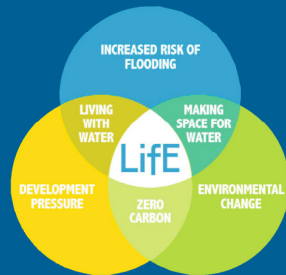 INCREASED RISK OF
FLOODING
LIVING
WITH
WATER
MAKING
SPACE FOR
WATER
LifE
DEVELOPMENT
PRESSURE
ZERO
CARBON
ENVIRONMENTAL
CHANGE